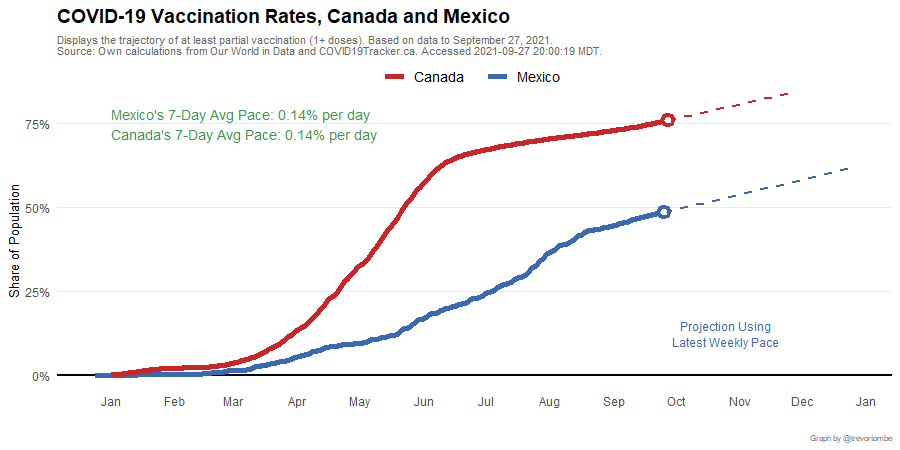 COVID-19 Vaccination Rates, Canada and Mexico
Displays the trajectory of at least partial vaccination (1+ doses). Based on data to September 27, 2021.
Source: Own calculations from Our World in Data and COVID19Tracker.ca. Accessed 2021-09-27 20:00:19 MDT.
Canada Mexico
Mexico's 7-Day Avg Pace: 0.14% per day
Canada's 7-Day Avg Pace: 0.14% per day
Share of Population
75%
50%
25%
0%
Projection Using
Latest Weekly Pace
Jan Feb Mar Apr May Jun Jul Aug Sep Oct Nov Dec Jan
Graph by @trevortombe